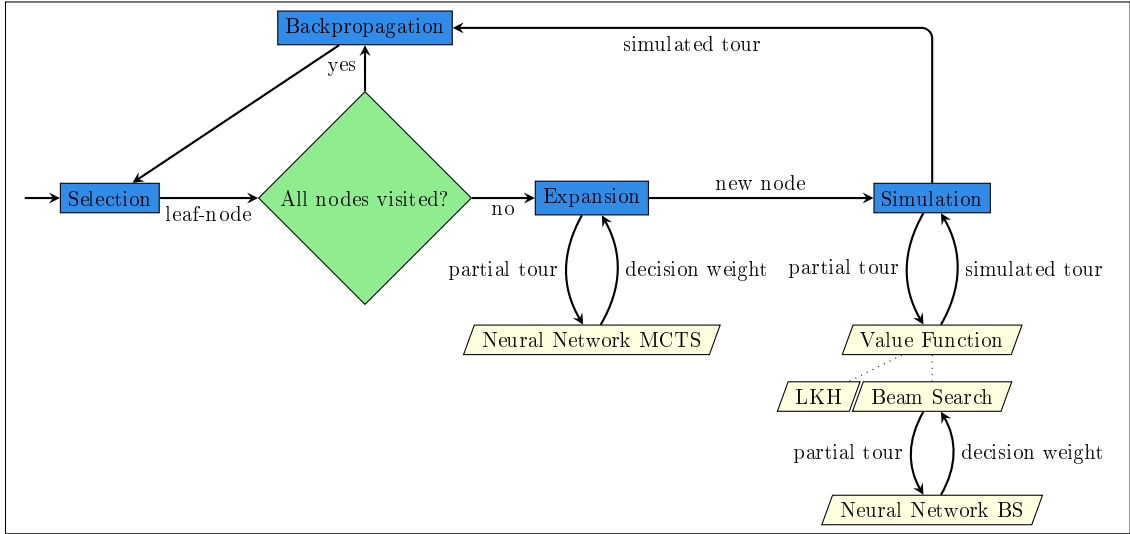 Backpropagation
simulated tour
yes
Selection
leaf-node
All nodes visited?
no
Expansion
new node
Simulation
partial tour
decision weight
partial tour
simulated tour
Neural Network MCTS
Value Function
LKH
Beam Search
partial tour
decision weight
Neural Network BS